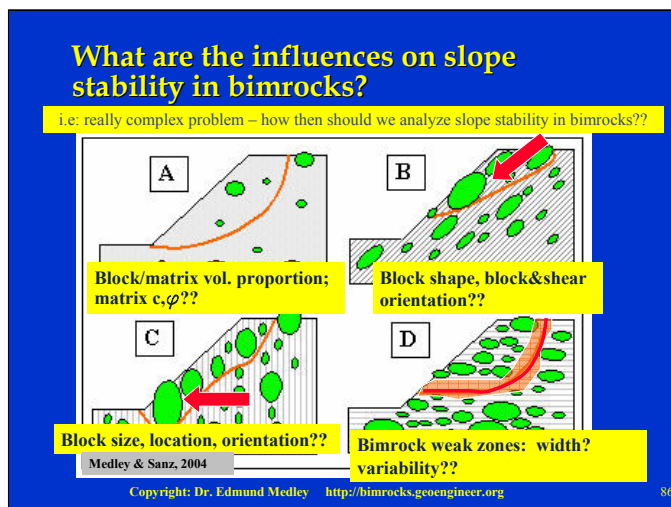 What are the influences on slope
stability in bimrocks?
i.e: really complex problem – how then should we analyze slope stability in bimrocks??
A
B
Block/matrix vol. proportion;
matrix c,φ??
Block shape, block&shear
orientation??
C
D
Block size, location, orientation??
Bimrock weak zones: width?
variability??
Medley & Sanz, 2004
Copyright: Dr. Edmund Medley http://bimrocks.geoengineer.org
86